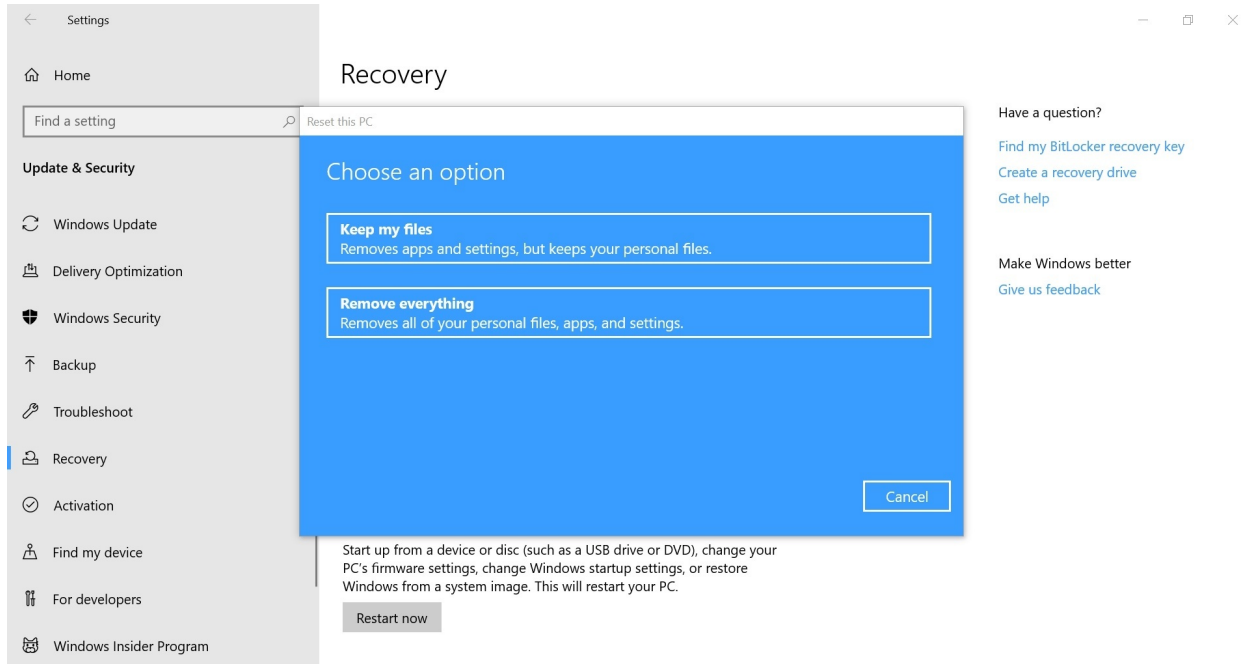 Settings
Home
Find a setting
Update & Security
Windows Update
Delivery Optimization
Windows Security
Backup
Troubleshoot
Recovery
Activation
Find my device
For developers
Windows Insider Program
Recovery
Reset this PC
Choose an option
Keep my files
Removes apps and settings, but keeps your personal files.
Remove everything
Removes all of your personal files, apps, and settings.
Cancel
Start up from a device or disc (such as a USB drive or DVD), change your
PC's firmware settings, change Windows startup settings, or restore
Windows from a system image. This will restart your PC.
Restart now
Have a question?
Find my BitLocker recovery key
Create a recovery drive
Get help
Make Windows better
Give us feedback